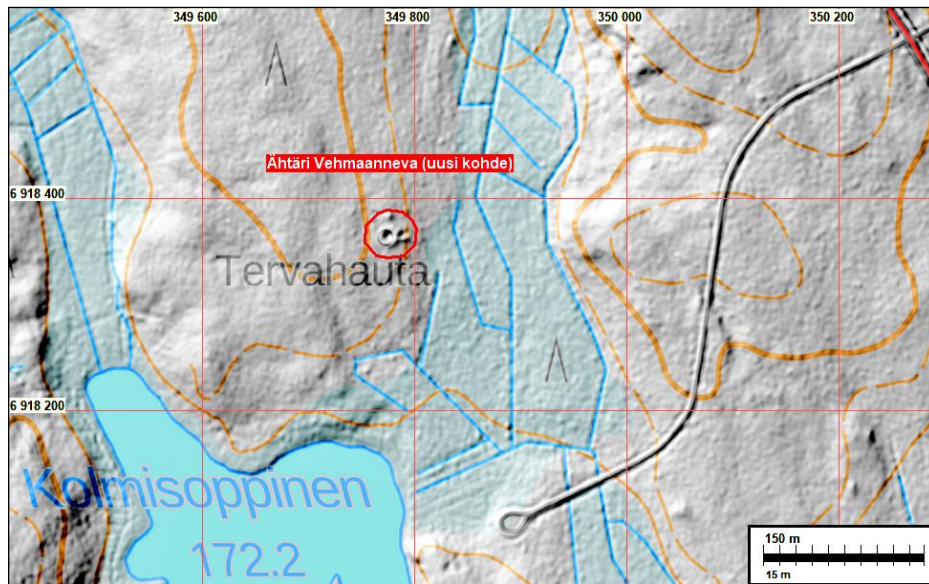 349 600
349 800
350 000
350 200
Ähtäri Vehmaanneva (uusi kohde)
6 918 400
Tervahauta
6 918 200
Kolmisoppinen
172.2
150 m
15 m